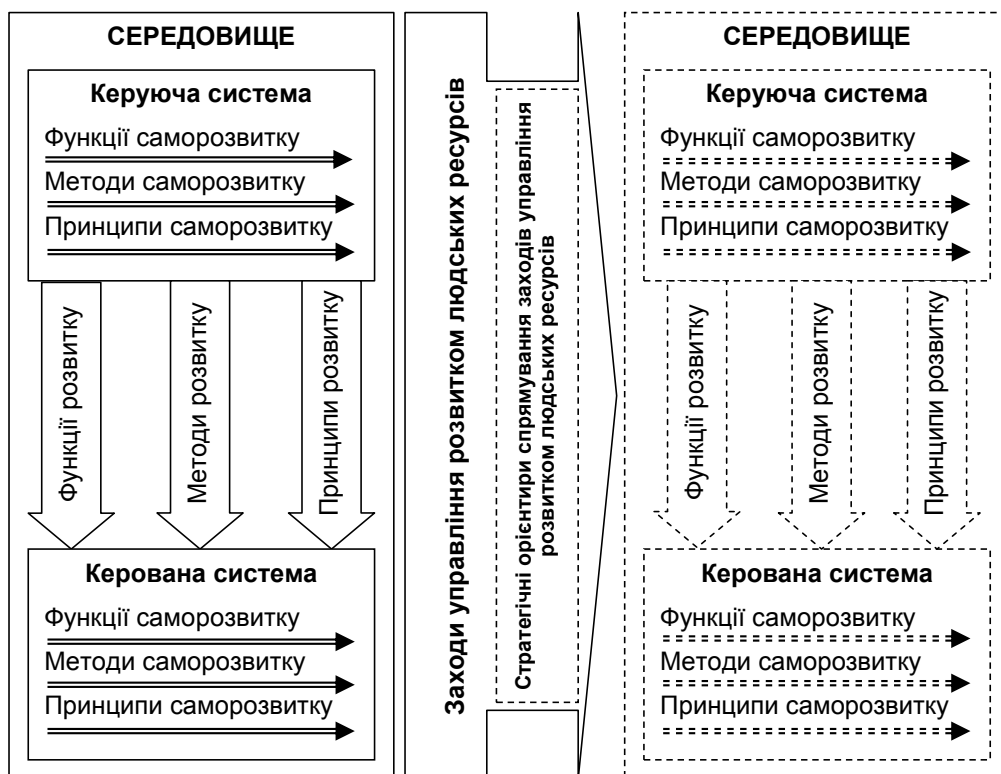 СЕРЕДОВИЩЕ
Керуюча система
Функції саморозвитку
Методи саморозвитку
Принципи саморозвитку
Функції розвитку
Методи розвитку
Принципи розвитку
Керована система
Функції саморозвитку
Методи саморозвитку
Принципи саморозвитку
Заходи управління розвитком людських ресурсів
Стратегічні орієнтири спрямування заходів управління
розвитком людських ресурсів
СЕРЕДОВИЩЕ
Керуюча система
Функції саморозвитку
Методи саморозвитку
Принципи саморозвитку
Функції розвитку
Методи розвитку
Принципи розвитку
Керована система
Функції саморозвитку
Методи саморозвитку
Принципи саморозвитку